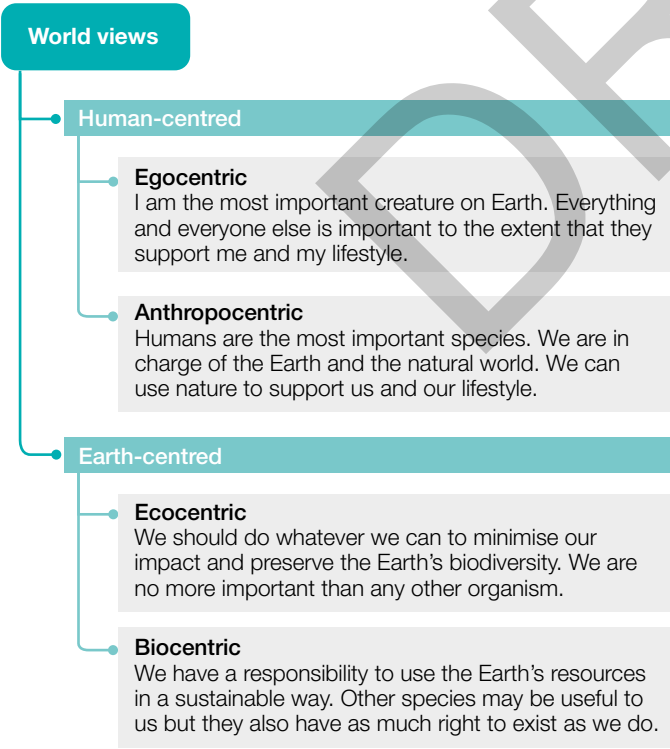 World views
Human-centred
Egocentric
I am the most important creature on Earth. Everything
and everyone else is important to the extent that they
support me and my lifestyle.
Anthropocentric
Humans are the most important species. We are in
charge of the Earth and the natural world. We can
use nature to support us and our lifestyle.
Earth-centred
Ecocentric
We should do whatever we can to minimise our
impact and preserve the Earth’s biodiversity. We are
no more important than any other organism.
Biocentric
We have a responsibility to use the Earth’s resources
in a sustainable way. Other species may be useful to
us but they also have as much right to exist as we do.